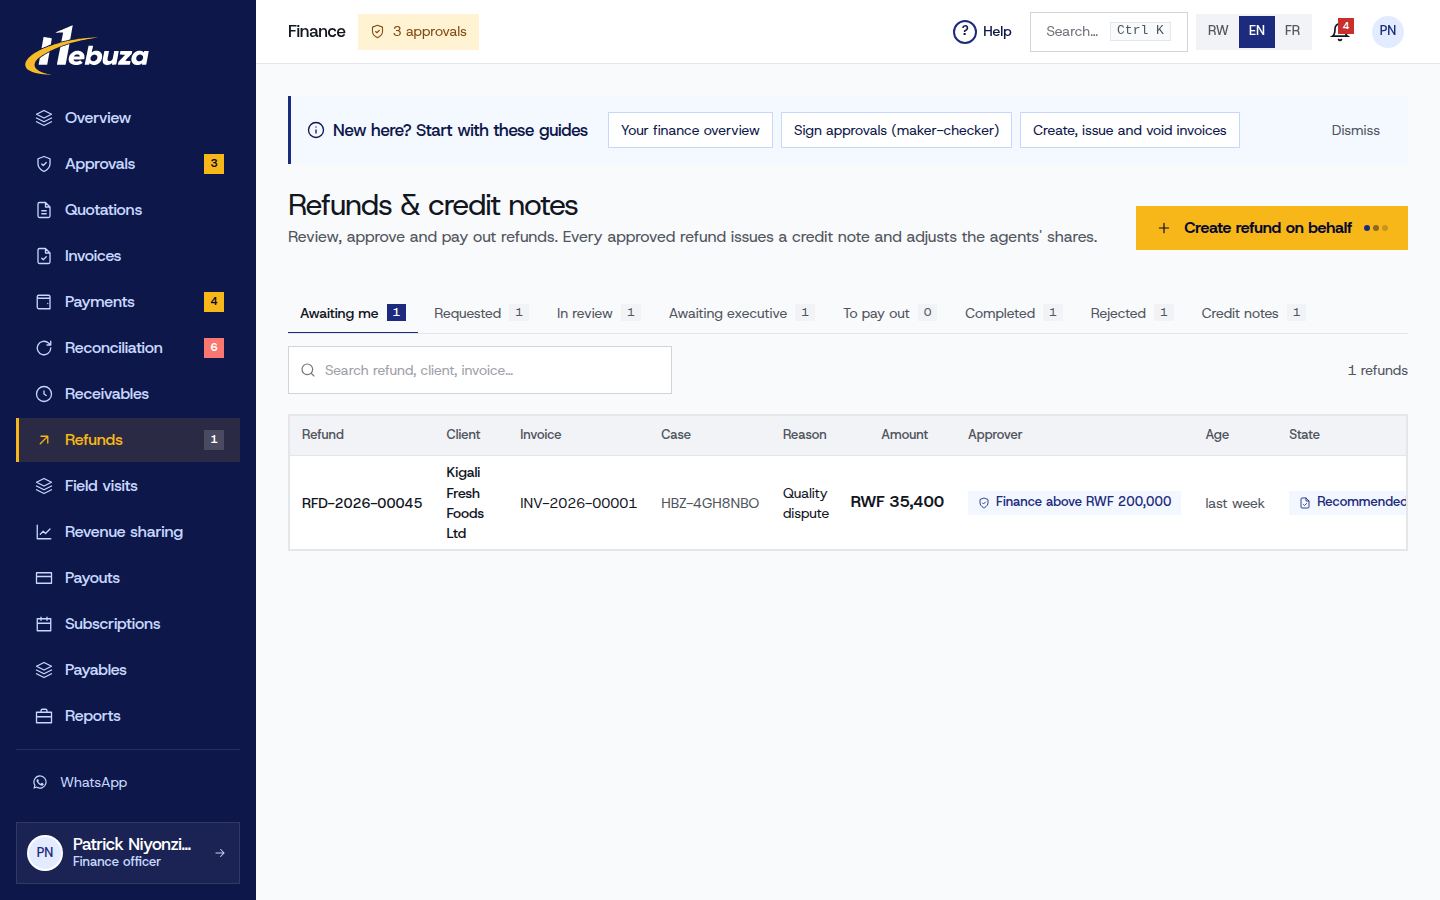 Hebuza
Overview
Approvals 3
Quotations
Invoices
Payments 4
Reconciliation 6
Receivables
Refunds 1
Field visits
Revenue sharing
Payouts
Subscriptions
Payables
Reports
WhatsApp
PN Patrick Niyonzi...
Finance officer
Finance 3 approvals ? Help Search... Ctrl K RW EN FR 4 PN
New here? Start with these guides Your finance overview Sign approvals (maker-checker) Create, issue and void invoices Dismiss
Refunds & credit notes
Review, approve and pay out refunds. Every approved refund issues a credit note and adjusts the agents' shares.
+ Create refund on behalf
Awaiting me 1 Requested 1 In review 1 Awaiting executive 1 To pay out 0 Completed 1 Rejected 1 Credit notes 1
Search refund, client, invoice... 1 refunds
Refund Client Invoice Case Reason Amount Approver Age State
RFD-2026-00045 Kigali Fresh Foods Ltd INV-2026-00001 HBZ-4GH8NBO Quality dispute RWF 35,400 Finance above RWF 200,000 last week Recommended